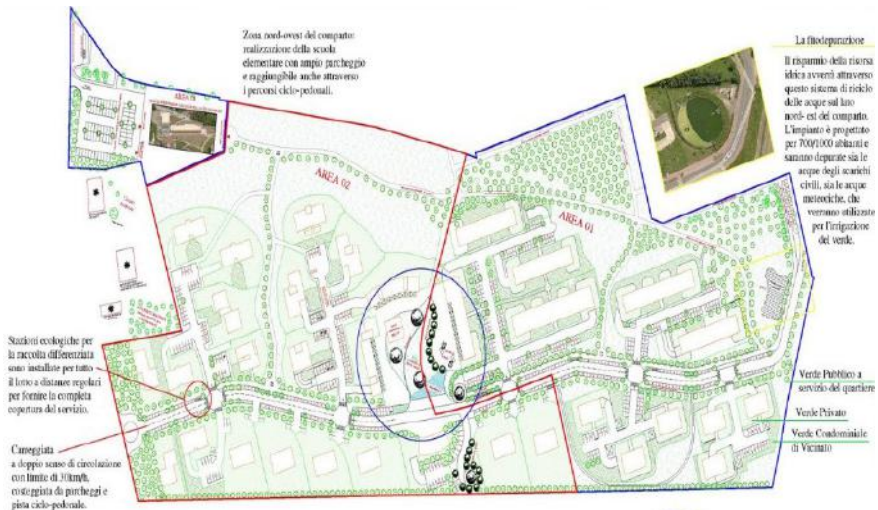 Zona nord-ovest del comparto:
realizzazione della scuola
elementare con ampio parcheggio
e raggiungibile anche attraverso
i percorsi ciclo-pedonali.
La fitodepurazione
Il risparmio della risorsa
idrica avverrà attraverso
questo sistema di riciclo
delle acque sul lato
nord- est del comparto.
L'impianto è progettato
per 700/1000 abitanti e
saranno depurate sia le
acque degli scarichi
civili, sia le acque
meteoriche, che
verranno utilizzate
per l'irrigazione
del verde.
AREA 02
AREA 01
Stazioni ecologiche per
la raccolta differenziata
sono installate per tutto
il lotto a distanze regolari
per fornire la completa
copertura del servizio.
Carreggiata
a doppio senso di circolazione
con limite di 30km/h,
costeggiata da parcheggi e
pista ciclo-pedonale.
Verde Pubblico a
servizio del quartiere
Verde Privato
Verde Condominiale
di Vicinato